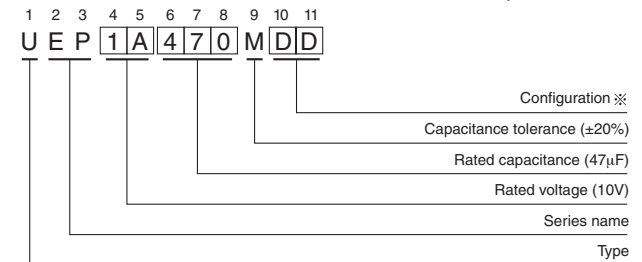 1 2 3 4 5 6 7 8 9 10 11
U E P 1 A 4 7 0 M D D
Configuration ※
Capacitance tolerance (±20%)
Rated capacitance (47µF)
Rated voltage (10V)
Series name
Type